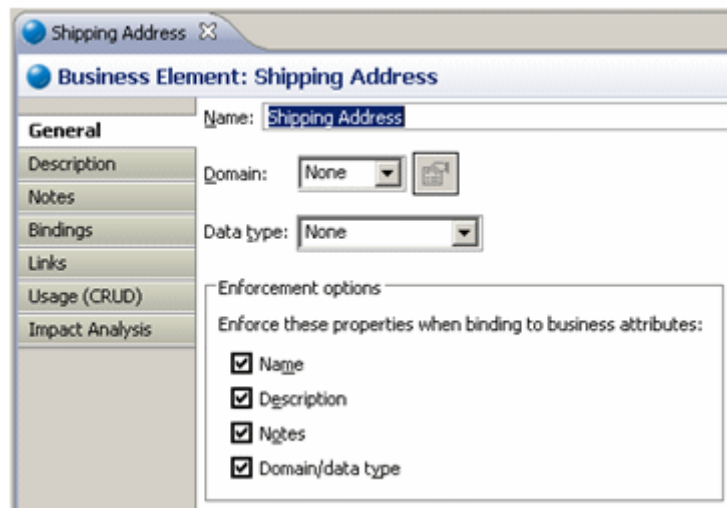 Shipping Address
Business Element: Shipping Address
General
Description
Notes
Bindings
Links
Usage (CRUD)
Impact Analysis
Name: Shipping Address
Domain: None
Data type: None
Enforcement options
Enforce these properties when binding to business attributes:
Name
Description
Notes
Domain/data type